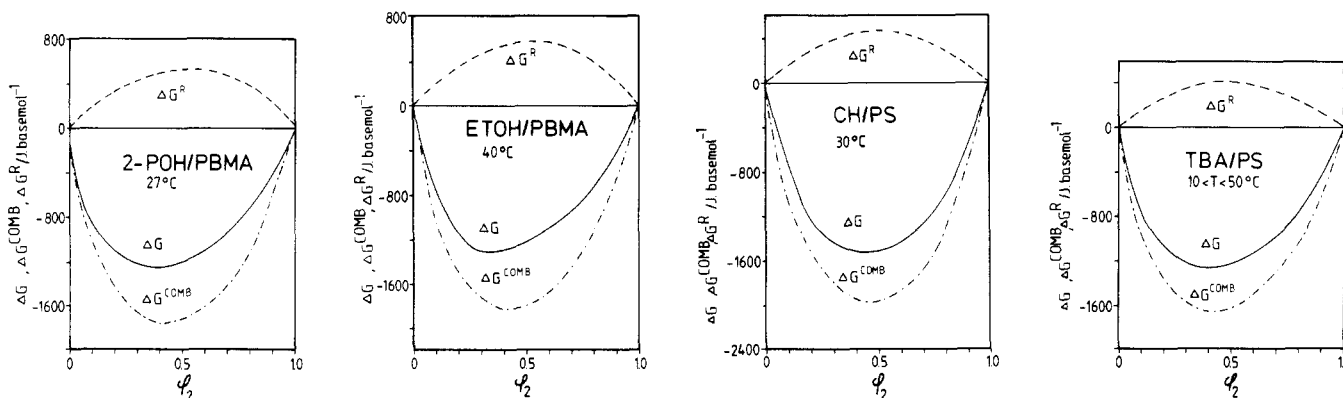 800
0
-800
-1600
ΔG , ΔG^COMB , ΔG^R/J. basemol⁻¹
ΔG^R
2-POH/PBMA
27°C
ΔG
ΔG^COMB
0
0.5
1.0
φ₂
800
0
-800
-1600
ΔG , ΔG^COMB , ΔG^R/J basemol⁻¹
ΔG^R
ETOH/PBMA
40°C
ΔG
ΔG^COMB
0
0.5
1.0
φ₂
0
-800
-1600
-2400
ΔG , ΔG^COMB, ΔG^R/J. basemol⁻¹
ΔG^R
CH/PS
30°C
ΔG
ΔG^COMB
0
0.5
1.0
φ₂
0
-800
-1600
ΔG, ΔG^COMB, ΔG^R/J basemol⁻¹
ΔG^R
TBA/PS
10<T<50°C
ΔG
ΔG^COMB
0
0.5
1.0
φ₂